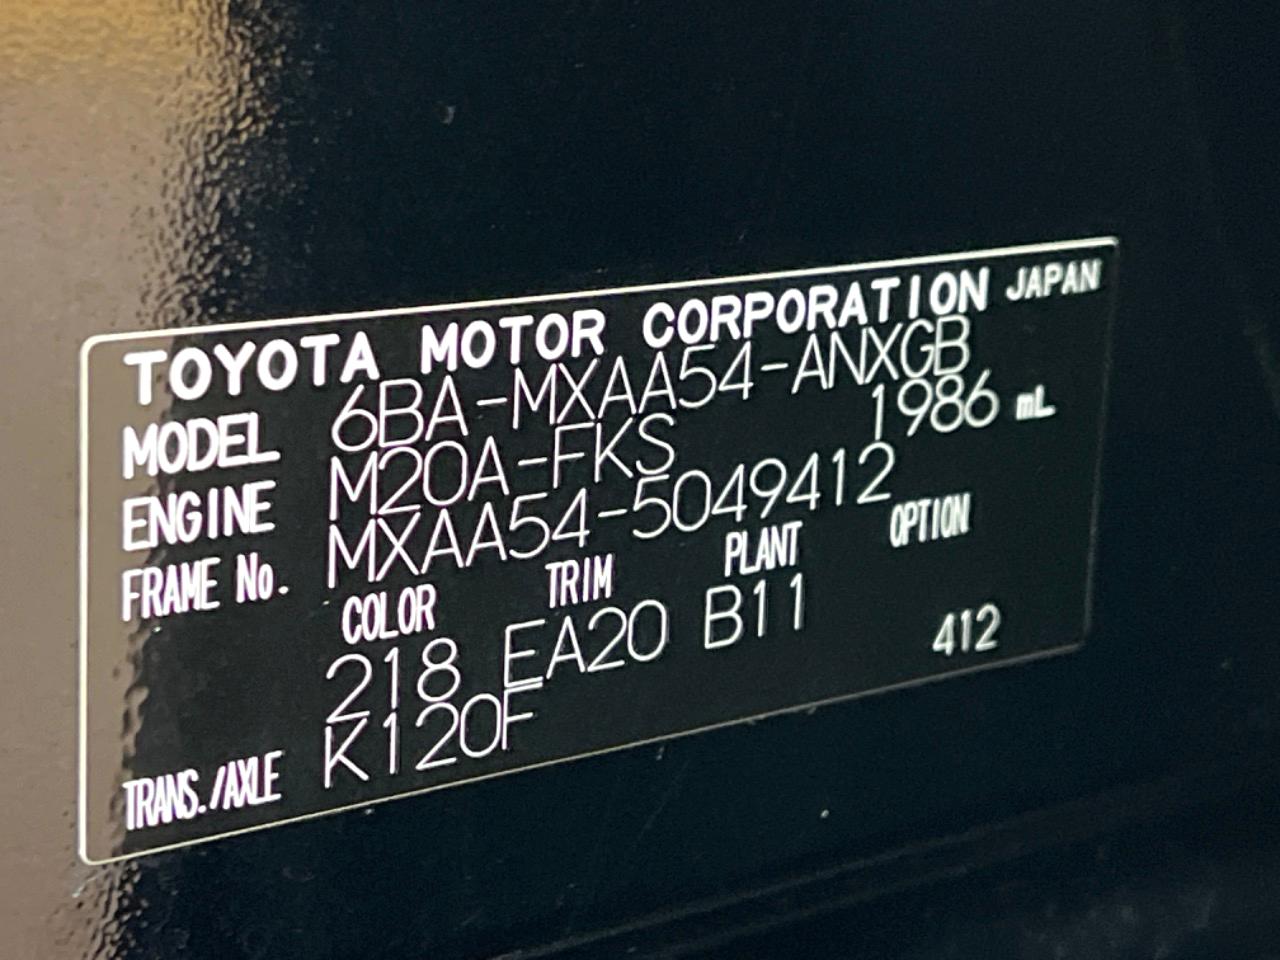 TOYOTA MOTOR CORPORATION JAPAN
MODEL 6BA-MXAA54-ANXGB
ENGINE M20A-FKS 1986 mL
FRAME No. MXAA54-5049412
COLOR TRIM PLANT OPTION
218 EA20 B11 412
TRANS./AXLE K120F